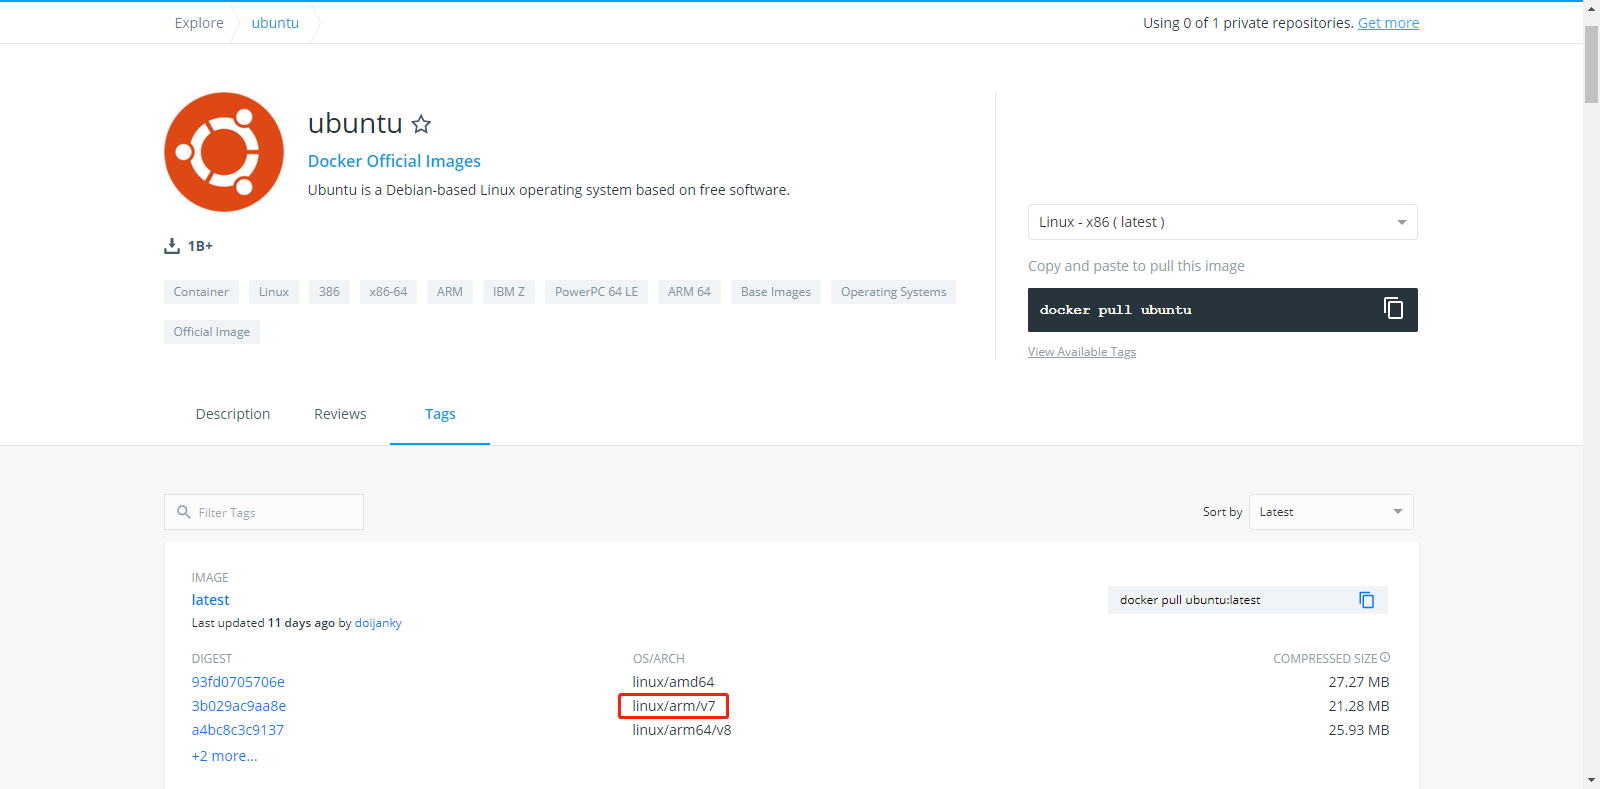 Explore
ubuntu
Using 0 of 1 private repositories. Get more
ubuntu
Docker Official Images
Ubuntu is a Debian-based Linux operating system based on free software.
1B+
Container
Linux
386
x86-64
ARM
IBM Z
PowerPC 64 LE
ARM 64
Base Images
Operating Systems
Official Image
Linux - x86 ( latest )
Copy and paste to pull this image
docker pull ubuntu
View Available Tags
Description
Reviews
Tags
Filter Tags
Sort by
Latest
IMAGE
latest
Last updated 11 days ago by doijanky
docker pull ubuntu:latest
DIGEST
OS/ARCH
COMPRESSED SIZE
93fd0705706e
linux/amd64
27.27 MB
3b029ac9aa8e
linux/arm/v7
21.28 MB
a4bc8c3c9137
linux/arm64/v8
25.93 MB
+2 more...